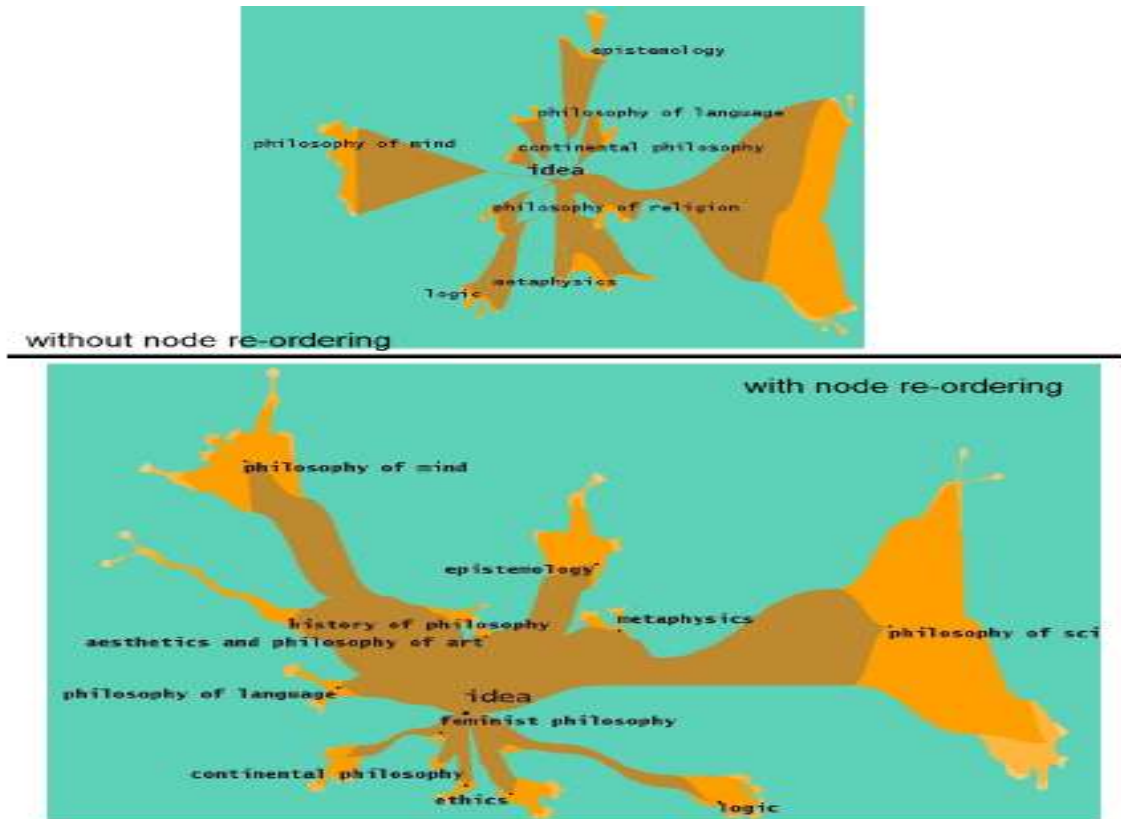 epistemology
philosophy of language
philosophy of mind
continental philosophy
idea
philosophy of religion
metaphysics
logic
without node re-ordering
with node re-ordering
philosophy of mind
epistemology
history of philosophy
metaphysics
aesthetics and philosophy of art
philosophy of sci
philosophy of language
idea
feminist philosophy
continental philosophy
ethics
logic